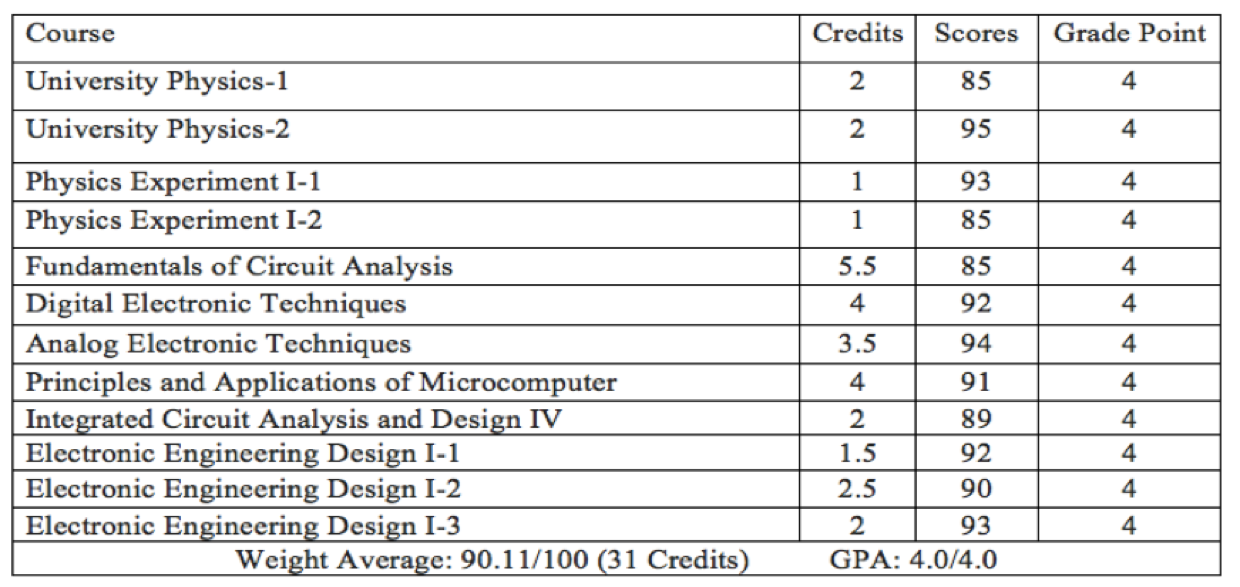 Course Credits Scores Grade Point
University Physics-1 2 85 4
University Physics-2 2 95 4
Physics Experiment I-1 1 93 4
Physics Experiment I-2 1 85 4
Fundamentals of Circuit Analysis 5.5 85 4
Digital Electronic Techniques 4 92 4
Analog Electronic Techniques 3.5 94 4
Principles and Applications of Microcomputer 4 91 4
Integrated Circuit Analysis and Design IV 2 89 4
Electronic Engineering Design I-1 1.5 92 4
Electronic Engineering Design I-2 2.5 90 4
Electronic Engineering Design I-3 2 93 4
Weight Average: 90.11/100 (31 Credits) GPA: 4.0/4.0